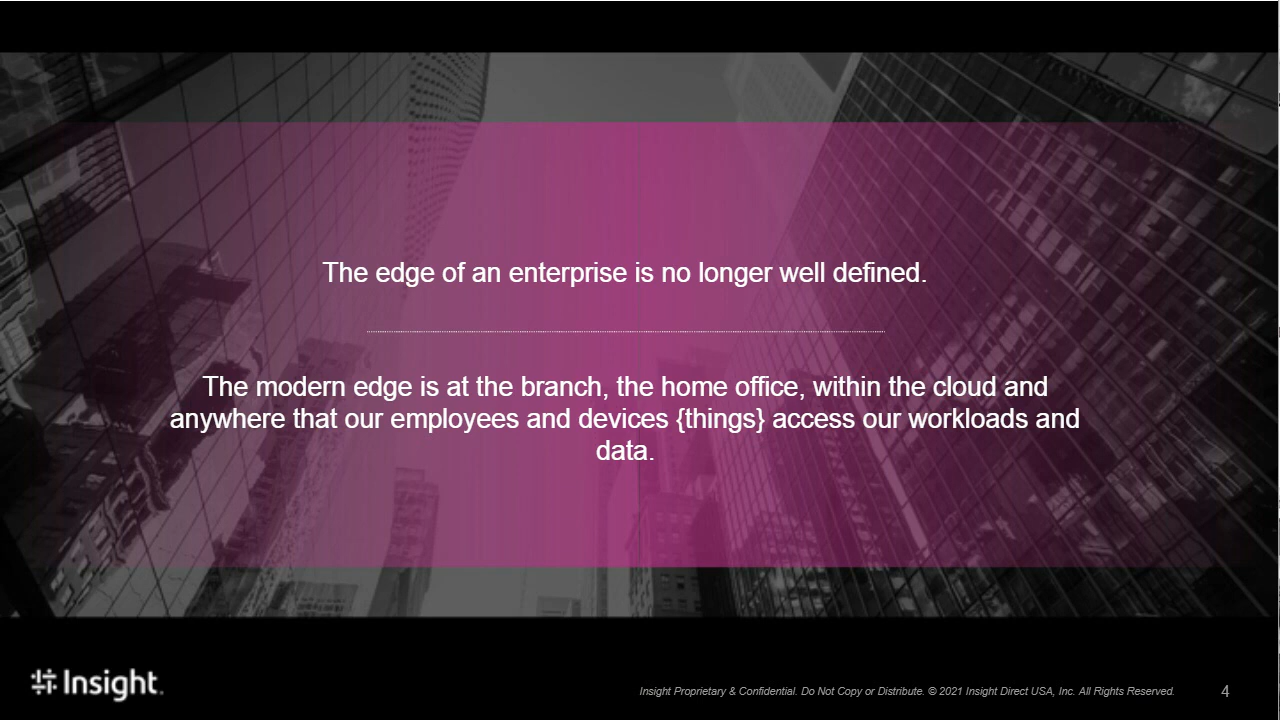 The edge of an enterprise is no longer well defined.
The modern edge is at the branch, the home office, within the cloud and
anywhere that our employees and devices {things} access our workloads and
data.
Insight.
Insight Proprietary & Confidential. Do Not Copy or Distribute. © 2021 Insight Direct USA, Inc. All Rights Reserved.
4